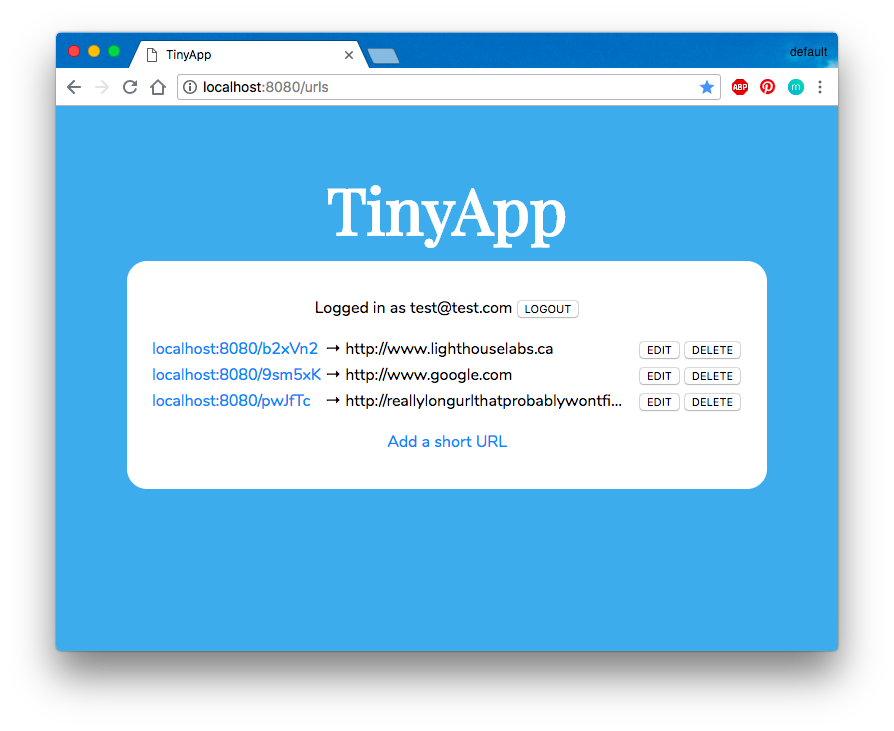 TinyApp
default
localhost:8080/urls
ABP
m
TinyApp
Logged in as test@test.com LOGOUT
localhost:8080/b2xVn2 → http://www.lighthouselabs.ca EDIT DELETE
localhost:8080/9sm5xK → http://www.google.com EDIT DELETE
localhost:8080/pwJfTc → http://reallylongurlthatprobablywontfi... EDIT DELETE
Add a short URL